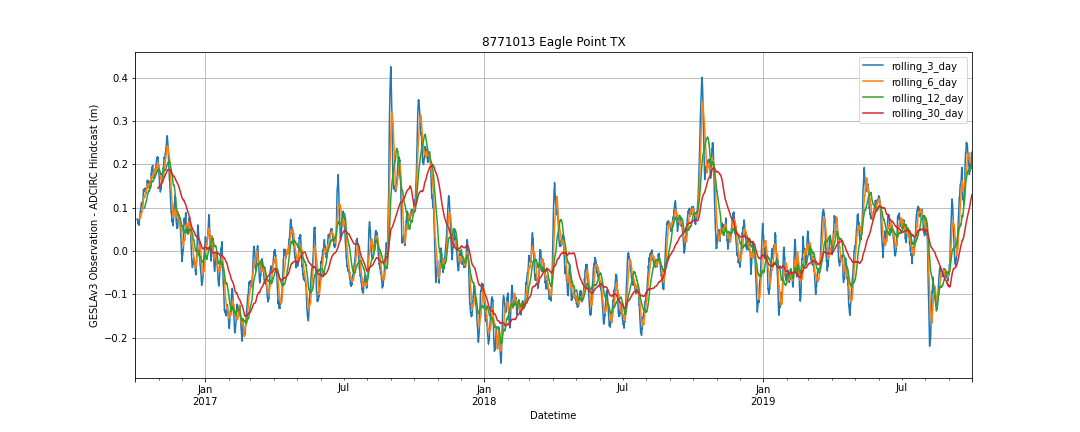 8771013 Eagle Point TX
GESLAv3 Observation - ADCIRC Hindcast (m)
0.4
0.3
0.2
0.1
0.0
−0.1
−0.2
rolling_3_day
rolling_6_day
rolling_12_day
rolling_30_day
Jan Jul Jan Jul Jan Jul
2017 2018 2019
Datetime